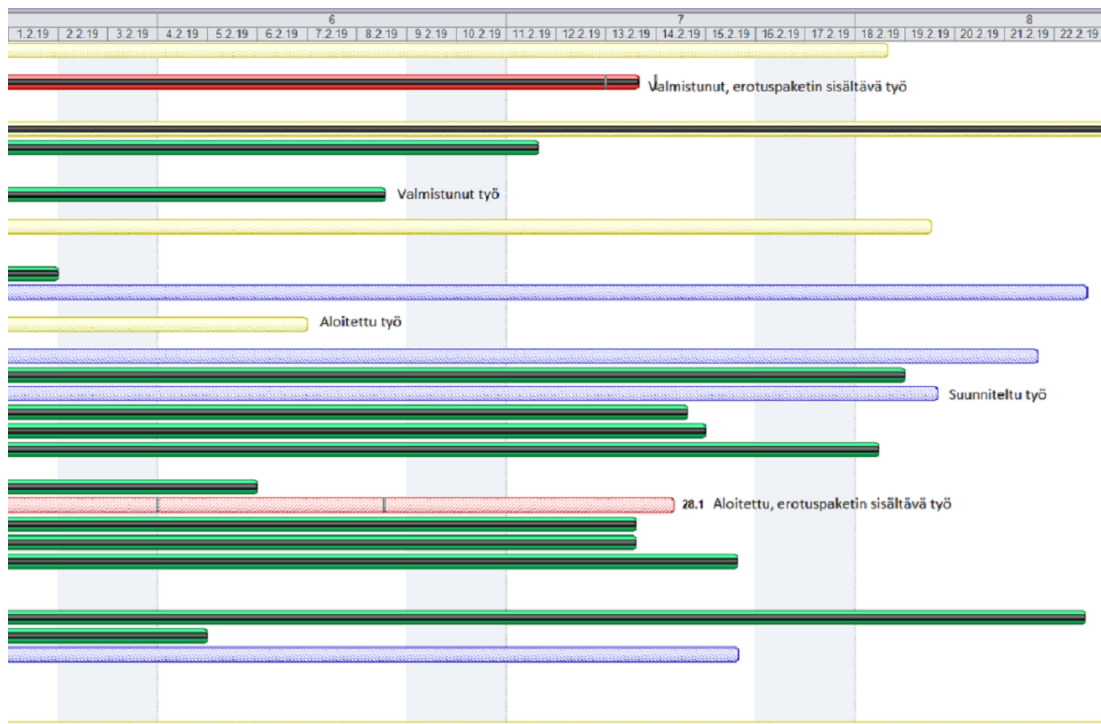 6 7 8
1.2.19 2.2.19 3.2.19 4.2.19 5.2.19 6.2.19 7.2.19 8.2.19 9.2.19 10.2.19 11.2.19 12.2.19 13.2.19 14.2.19 15.2.19 16.2.19 17.2.19 18.2.19 19.2.19 20.2.19 21.2.19 22.2.19
Valmistunut, erotuspaketin sisältävä työ
Valmistunut työ
Aloitettu työ
Suunniteltu työ
28.1 Aloitettu, erotuspaketin sisältävä työ